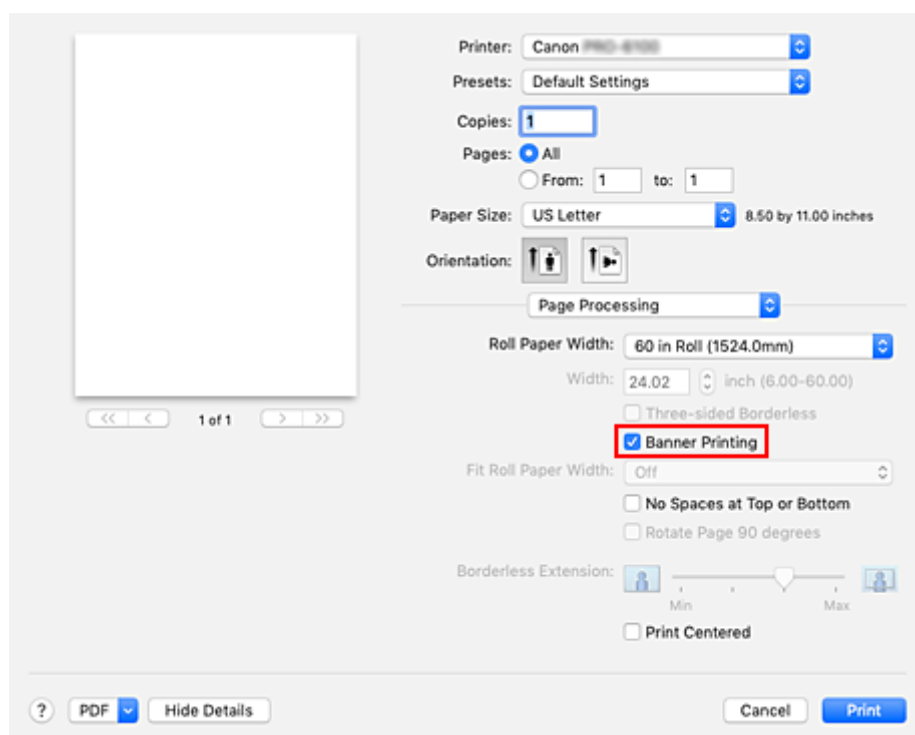 Printer: Canon
Presets: Default Settings
Copies: 1
Pages: All
From: 1 to: 1
Paper Size: US Letter 8.50 by 11.00 inches
Orientation:
Page Processing
Roll Paper Width: 60 in Roll (1524.0mm)
Width: 24.02 inch (6.00-60.00)
Three-sided Borderless
<< < 1 of 1 > >>
Banner Printing
Fit Roll Paper Width: Off
No Spaces at Top or Bottom
Rotate Page 90 degrees
Borderless Extension:
Min Max
Print Centered
? PDF Hide Details Cancel Print